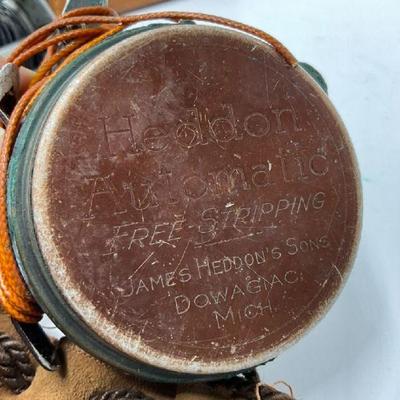 Heddon
Automatic
FREE-STRIPPING
JAMES HEDDON'S SONS
DOWAGIAC
MICH.